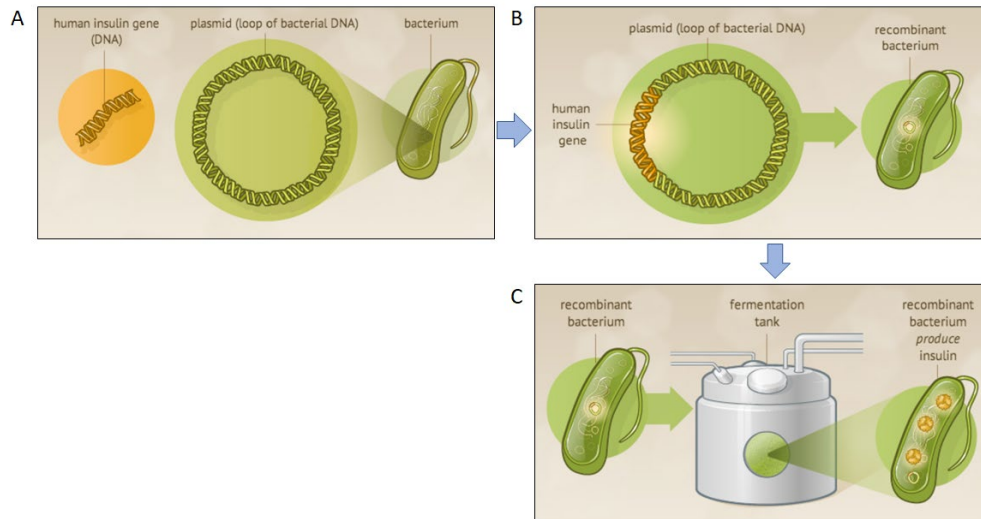 A
human insulin gene
(DNA)
plasmid (loop of bacterial DNA)
bacterium
B
plasmid (loop of bacterial DNA)
recombinant
bacterium
human
insulin
gene
C
recombinant
bacterium
fermentation
tank
recombinant
bacterium
produce
insulin